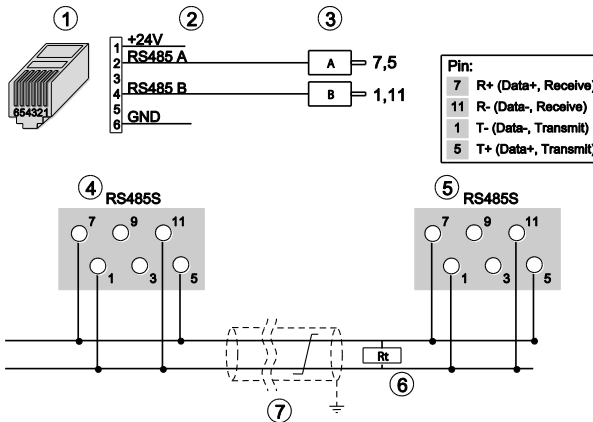 1
2
3
654321
1 +24V
2 RS485 A
3
4 RS485 B
5
6 GND
A 7,5
B 1,11
Pin:
7 R+ (Data+, Receive)
11 R- (Data-, Receive)
1 T- (Data-, Transmit)
5 T+ (Data+, Transmit)
4 RS485S
7 9 11
1 3 5
5 RS485S
7 9 11
1 3 5
Rt
6
7